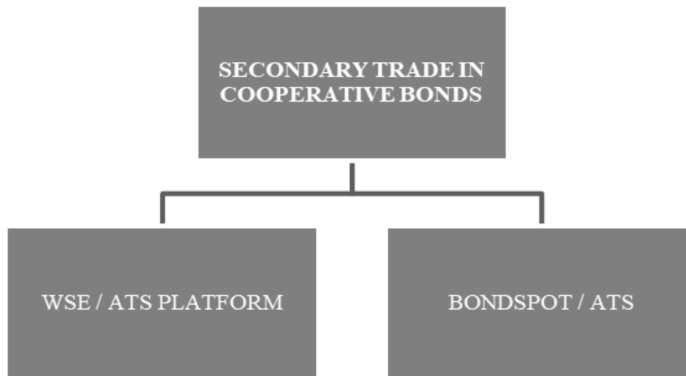 SECONDARY TRADE IN
COOPERATIVE BONDS
WSE / ATS PLATFORM
BONDSPOT / ATS